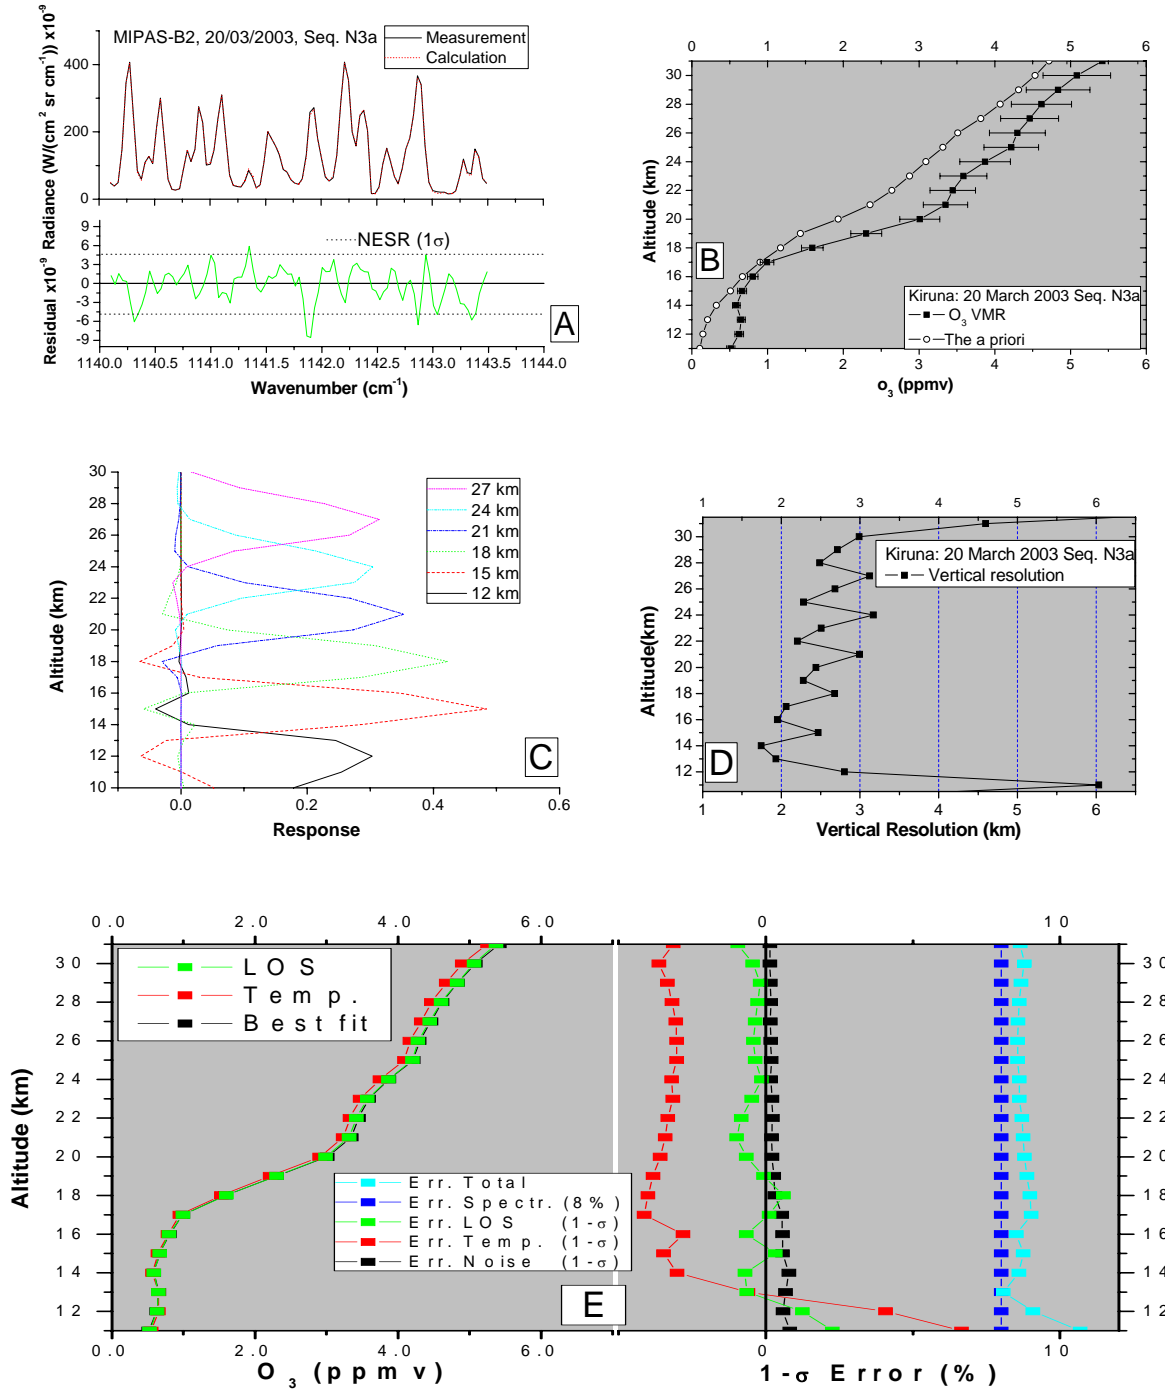 MIPAS-B2, 20/03/2003, Seq. N3a
Measurement
Calculation
Residual x10⁻⁹ Radiance (W/(cm² sr cm⁻¹)) x10⁻⁹
400
200
0
9
6
3
0
-3
-6
-9
NESR (1σ)
A
1140.0 1140.5 1141.0 1141.5 1142.0 1142.5 1143.0 1143.5 1144.0
Wavenumber (cm⁻¹)
0 1 2 3 4 5 6
30
28
26
24
22
20
18
16
14
12
Altitude (km)
B
Kiruna: 20 March 2003 Seq. N3a
O₃ VMR
The a priori
0 1 2 3 4 5 6
o₃ (ppmv)
30
28
26
24
22
20
18
16
14
12
10
Altitude (km)
27 km
24 km
21 km
18 km
15 km
12 km
C
0.0 0.2 0.4 0.6
Response
1 2 3 4 5 6
30
28
26
24
22
20
18
16
14
12
Altitude(km)
Kiruna: 20 March 2003 Seq. N3a
Vertical resolution
D
1 2 3 4 5 6
Vertical Resolution (km)
0.0 2.0 4.0 6.0 0 10
LOS
Temp.
Best fit
Altitude (km)
30
28
26
24
22
20
18
16
14
12
Err. Total
Err. Spectr. (8%)
Err. LOS (1-σ)
Err. Temp. (1-σ)
Err. Noise (1-σ)
E
30
28
26
24
22
20
18
16
14
12
0.0 2.0 4.0 6.0 0 10
O₃ (ppmv)
1-σ Error (%)